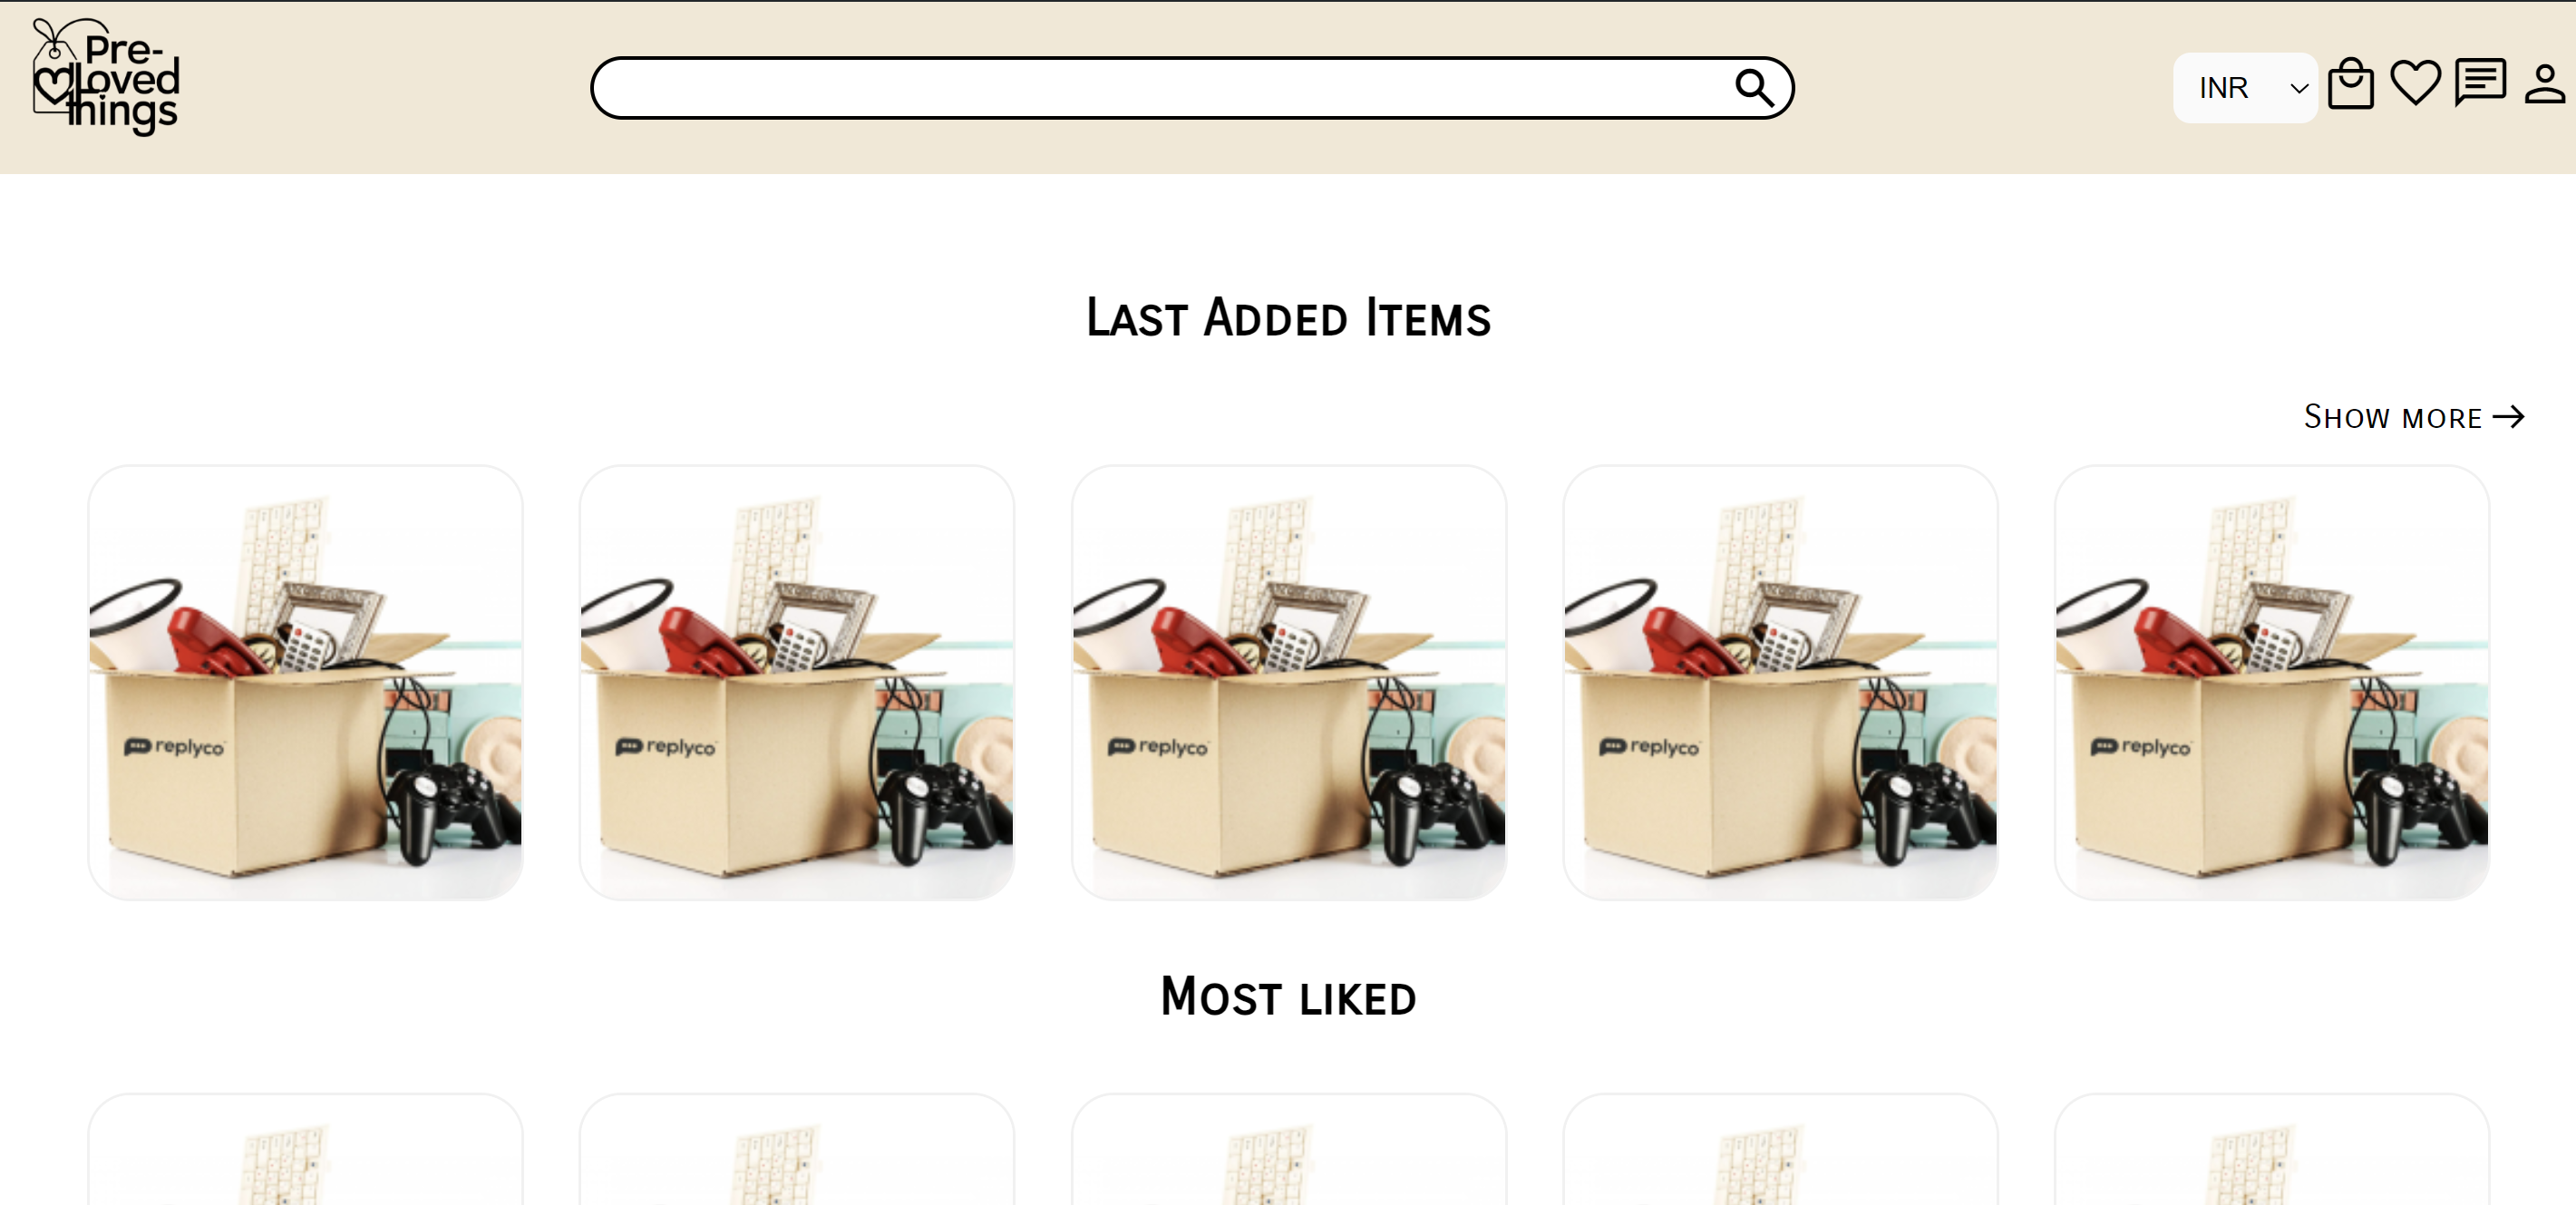 Pre-
loved
things
INR
Last Added Items
Show more
replyco
replyco
replyco
replyco
replyco
Most liked